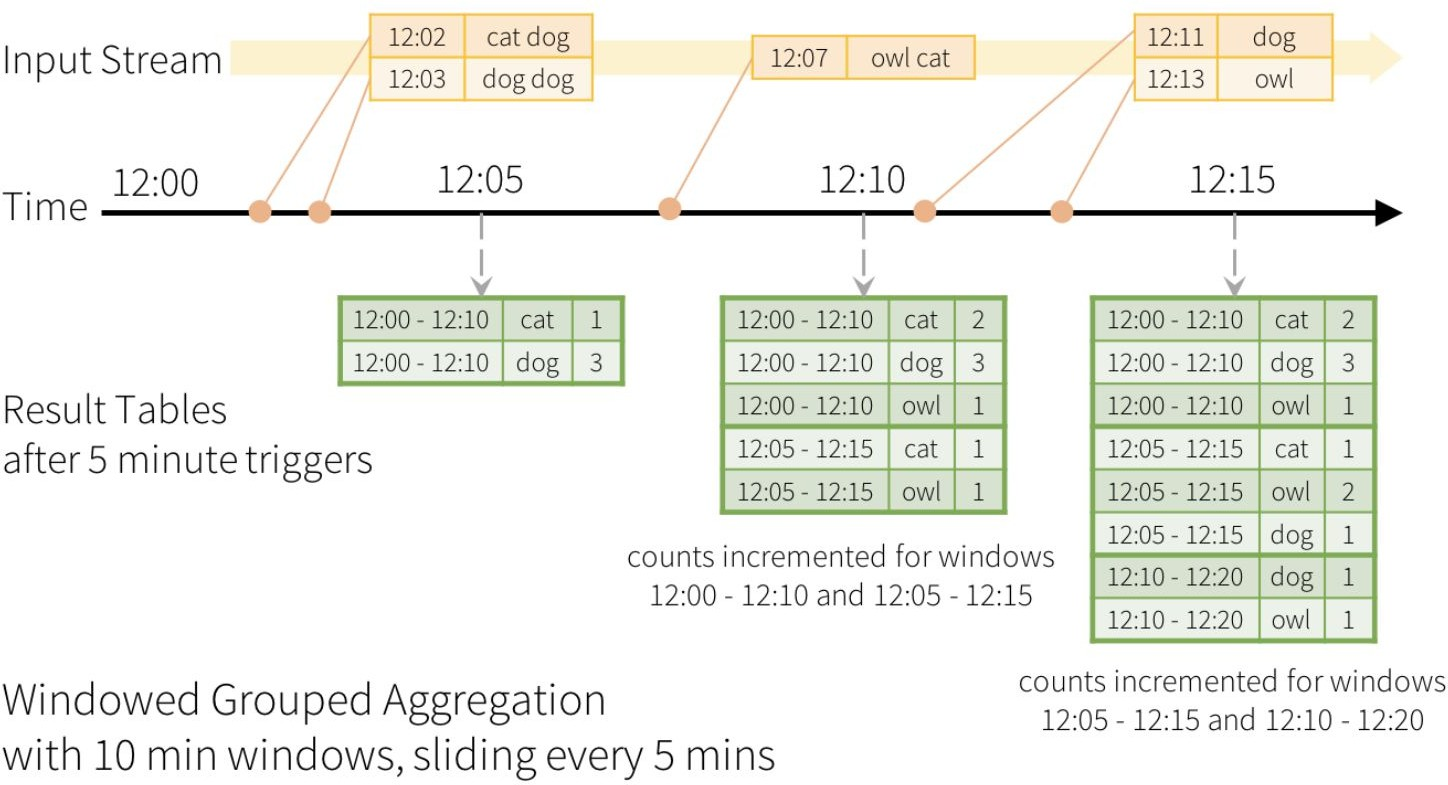 Input Stream
12:02 cat dog
12:03 dog dog
12:07 owl cat
12:11 dog
12:13 owl
Time
12:00
12:05
12:10
12:15
12:00 - 12:10 cat 1
12:00 - 12:10 dog 3
12:00 - 12:10 cat 2
12:00 - 12:10 dog 3
12:00 - 12:10 owl 1
12:05 - 12:15 cat 1
12:05 - 12:15 owl 1
12:00 - 12:10 cat 2
12:00 - 12:10 dog 3
12:00 - 12:10 owl 1
12:05 - 12:15 cat 1
12:05 - 12:15 owl 2
12:05 - 12:15 dog 1
12:10 - 12:20 dog 1
12:10 - 12:20 owl 1
Result Tables
after 5 minute triggers
counts incremented for windows
12:00 - 12:10 and 12:05 - 12:15
counts incremented for windows
12:05 - 12:15 and 12:10 - 12:20
Windowed Grouped Aggregation
with 10 min windows, sliding every 5 mins